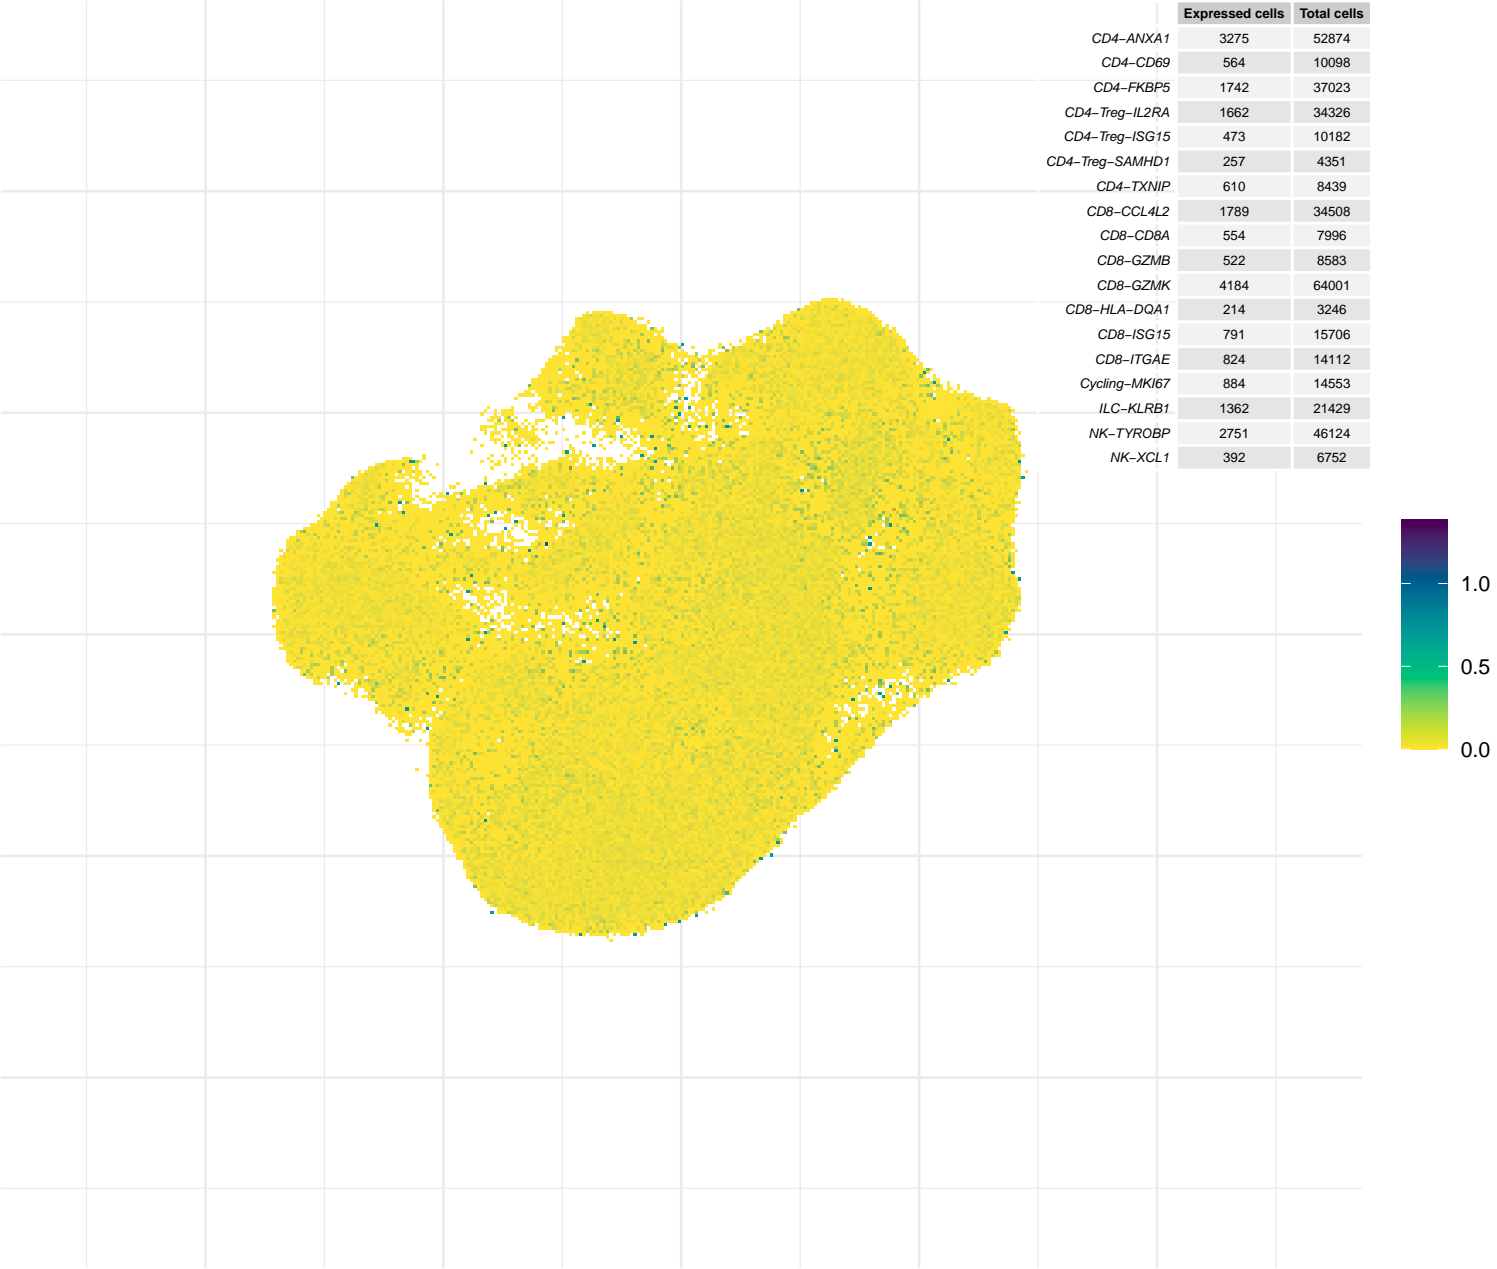 Expressed cells Total cells
CD4−ANXA1 3275 52874
CD4−CD69 564 10098
CD4−FKBP5 1742 37023
CD4−Treg−IL2RA 1662 34326
CD4−Treg−ISG15 473 10182
CD4−Treg−SAMHD1 257 4351
CD4−TXNIP 610 8439
CD8−CCL4L2 1789 34508
CD8−CD8A 554 7996
CD8−GZMB 522 8583
CD8−GZMK 4184 64001
CD8−HLA−DQA1 214 3246
CD8−ISG15 791 15706
CD8−ITGAE 824 14112
Cycling−MKI67 884 14553
ILC−KLRB1 1362 21429
NK−TYROBP 2751 46124
NK−XCL1 392 6752
1.0
0.5
0.0